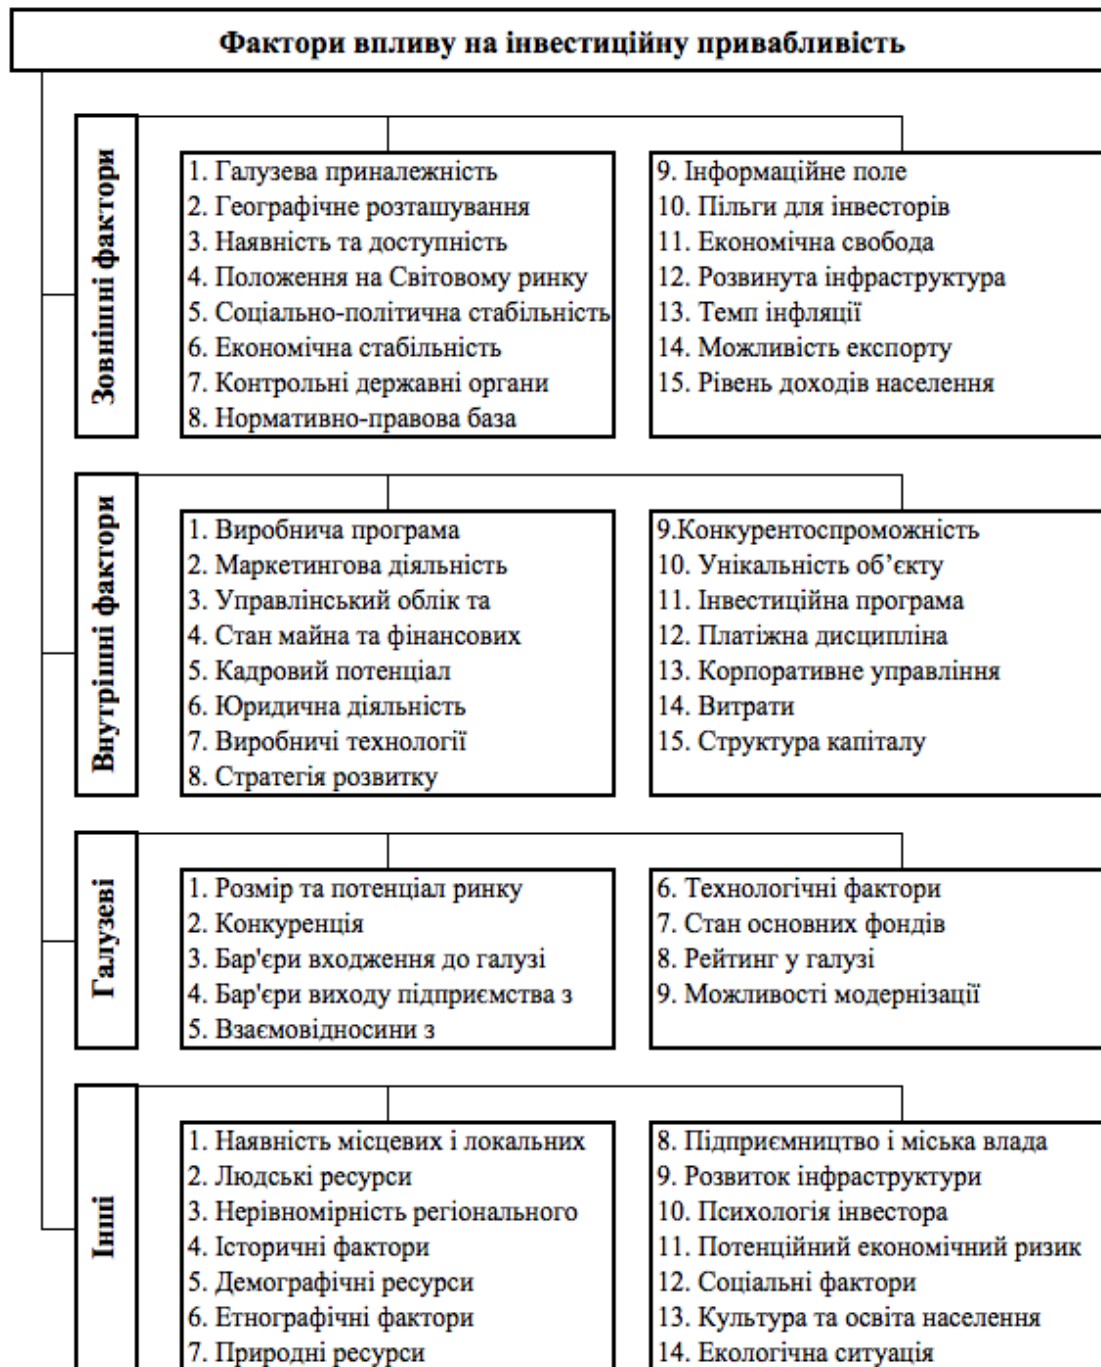 Фактори впливу на інвестиційну привабливість
Зовнішні фактори
1. Галузева приналежність
2. Географічне розташування
3. Наявність та доступність
4. Положення на Світовому ринку
5. Соціально-політична стабільність
6. Економічна стабільність
7. Контрольні державні органи
8. Нормативно-правова база
9. Інформаційне поле
10. Пільги для інвесторів
11. Економічна свобода
12. Розвинута інфраструктура
13. Темп інфляції
14. Можливість експорту
15. Рівень доходів населення
Внутрішні фактори
1. Виробнича програма
2. Маркетингова діяльність
3. Управлінський облік та
4. Стан майна та фінансових
5. Кадровий потенціал
6. Юридична діяльність
7. Виробничі технології
8. Стратегія розвитку
9.Конкурентоспроможність
10. Унікальність об’єкту
11. Інвестиційна програма
12. Платіжна дисципліна
13. Корпоративне управління
14. Витрати
15. Структура капіталу
Галузеві
1. Розмір та потенціал ринку
2. Конкуренція
3. Бар'єри входження до галузі
4. Бар'єри виходу підприємства з
5. Взаємовідносини з
6. Технологічні фактори
7. Стан основних фондів
8. Рейтинг у галузі
9. Можливості модернізації
Інні
1. Наявність місцевих і локальних
2. Людські ресурси
3. Нерівномірність регіонального
4. Історичні фактори
5. Демографічні ресурси
6. Етнографічні фактори
7. Природні ресурси
8. Підприємництво і міська влада
9. Розвиток інфраструктури
10. Психологія інвестора
11. Потенційний економічний ризик
12. Соціальні фактори
13. Культура та освіта населення
14. Екологічна ситуація